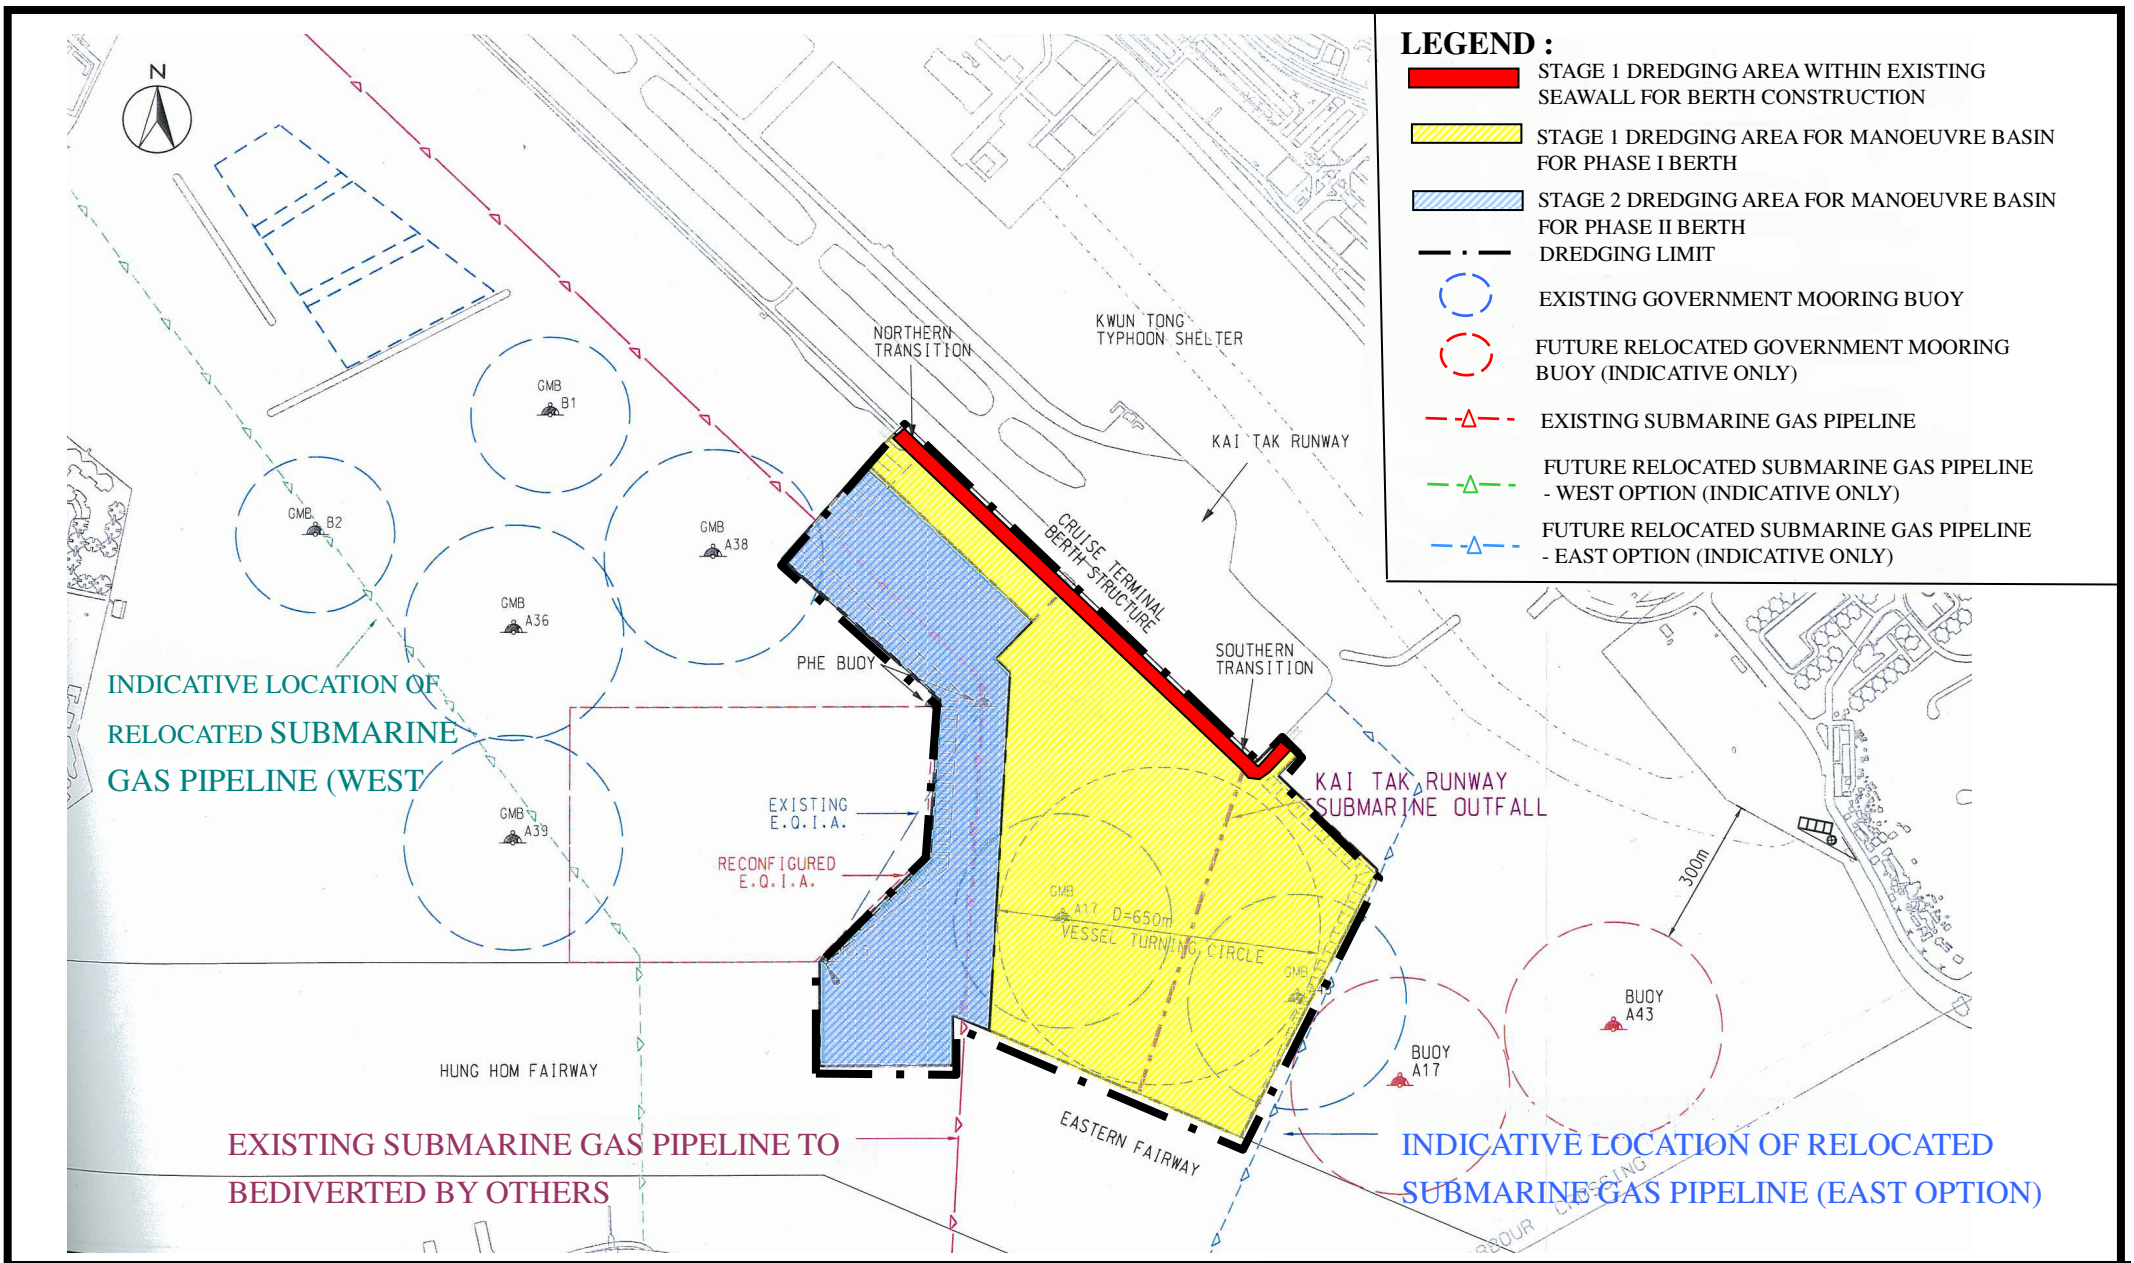 LEGEND :
STAGE 1 DREDGING AREA WITHIN EXISTING
SEAWALL FOR BERTH CONSTRUCTION
STAGE 1 DREDGING AREA FOR MANOEUVRE BASIN
FOR PHASE I BERTH
STAGE 2 DREDGING AREA FOR MANOEUVRE BASIN
FOR PHASE II BERTH
DREDGING LIMIT
EXISTING GOVERNMENT MOORING BUOY
FUTURE RELOCATED GOVERNMENT MOORING
BUOY (INDICATIVE ONLY)
EXISTING SUBMARINE GAS PIPELINE
FUTURE RELOCATED SUBMARINE GAS PIPELINE
- WEST OPTION (INDICATIVE ONLY)
FUTURE RELOCATED SUBMARINE GAS PIPELINE
- EAST OPTION (INDICATIVE ONLY)
N
NORTHERN
TRANSITION
KWUN TONG
TYPHOON SHELTER
KAI TAK RUNWAY
GMB
B1
GMB
B2
GMB
A38
GMB
A36
CRUISE TERMINAL
BERTH STRUCTURE
SOUTHERN
TRANSITION
PHE BUOY
INDICATIVE LOCATION OF
RELOCATED SUBMARINE
GAS PIPELINE (WEST
GMB
A39
EXISTING
E.Q.I.A.
RECONFIGURED
E.Q.I.A.
KAI TAK RUNWAY
SUBMARINE OUTFALL
300m
GMB
A17
D=650m
VESSEL TURNING CIRCLE
GMB
BUOY
A43
BUOY
A17
HUNG HOM FAIRWAY
EASTERN FAIRWAY
EXISTING SUBMARINE GAS PIPELINE TO
BEDIVERTED BY OTHERS
INDICATIVE LOCATION OF RELOCATED
SUBMARINE GAS PIPELINE (EAST OPTION)
RBOUR CROSSING